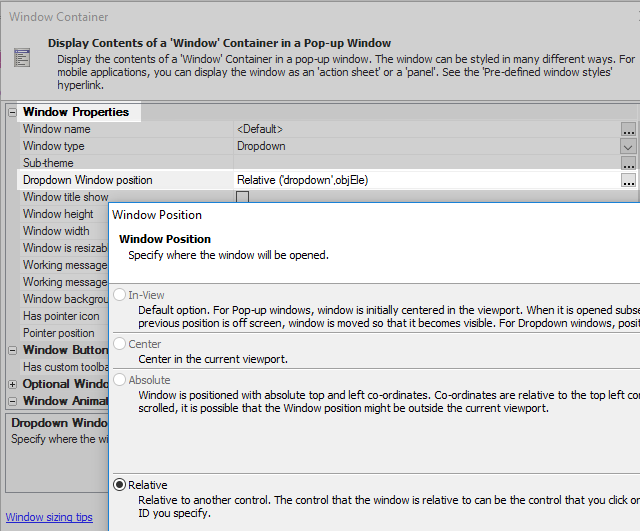 Window Container
Display Contents of a 'Window' Container in a Pop-up Window
Display the contents of a 'Window' Container in a pop-up window. The window can be styled in many different ways. For
mobile applications, you can display the window as an 'action sheet' or a 'panel'. See the 'Pre-defined window styles'
hyperlink.
Window Properties
Window name <Default> ...
Window type Dropdown
Sub-theme ...
Dropdown Window position Relative ('dropdown',objEle) ...
Window title show
Window height
Window width
Window is resizab
Working message
Working message
Window backgrou
Has pointer icon
Pointer position
Window Button
Has custom toolba
Optional Windo
Window Animat
Dropdown Windo
Specify where the wi
Window sizing tips
Window Position
Window Position
Specify where the window will be opened.
In-View
Default option. For Pop-up windows, window is initially centered in the viewport. When it is opened subse
previous position is off screen, window is moved so that it becomes visible. For Dropdown windows, posit
Center
Center in the current viewport.
Absolute
Window is positioned with absolute top and left co-ordinates. Co-ordinates are relative to the top left co
scrolled, it is possible that the Window position might be outside the current viewport.
Relative
Relative to another control. The control that the window is relative to can be the control that you click or
ID you specify.